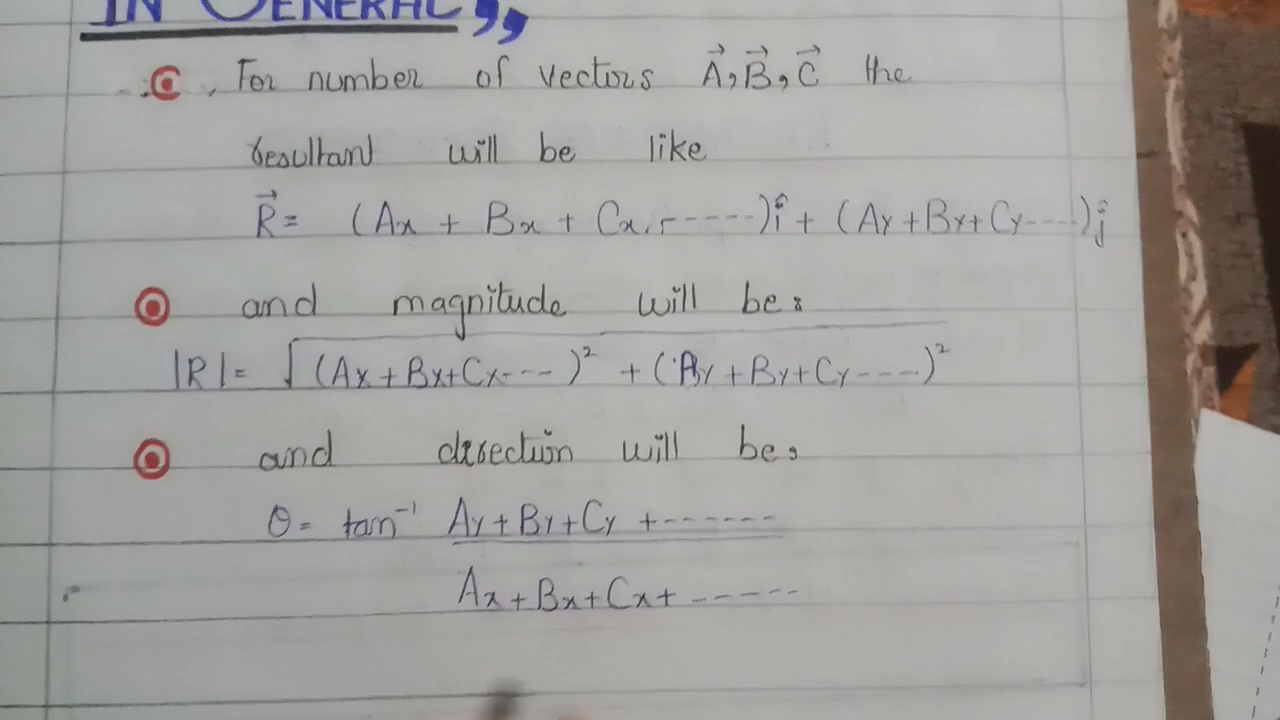 IN GENERAL,,
For number of vectors A⃗, B⃗, C⃗ the
resultant will be like
R⃗ = (Ax + Bx + Cx, - - - - - -)î + (Ay + By + Cy - - - -)ĵ
and magnitude will be:
|R| = √(Ax + Bx + Cx - - - -)² + (Ay + By + Cy - - - -)²
and direction will be,
θ = tan⁻¹ Ay + By + Cy + - - - - - -
Ax + Bx + Cx + - - - - -